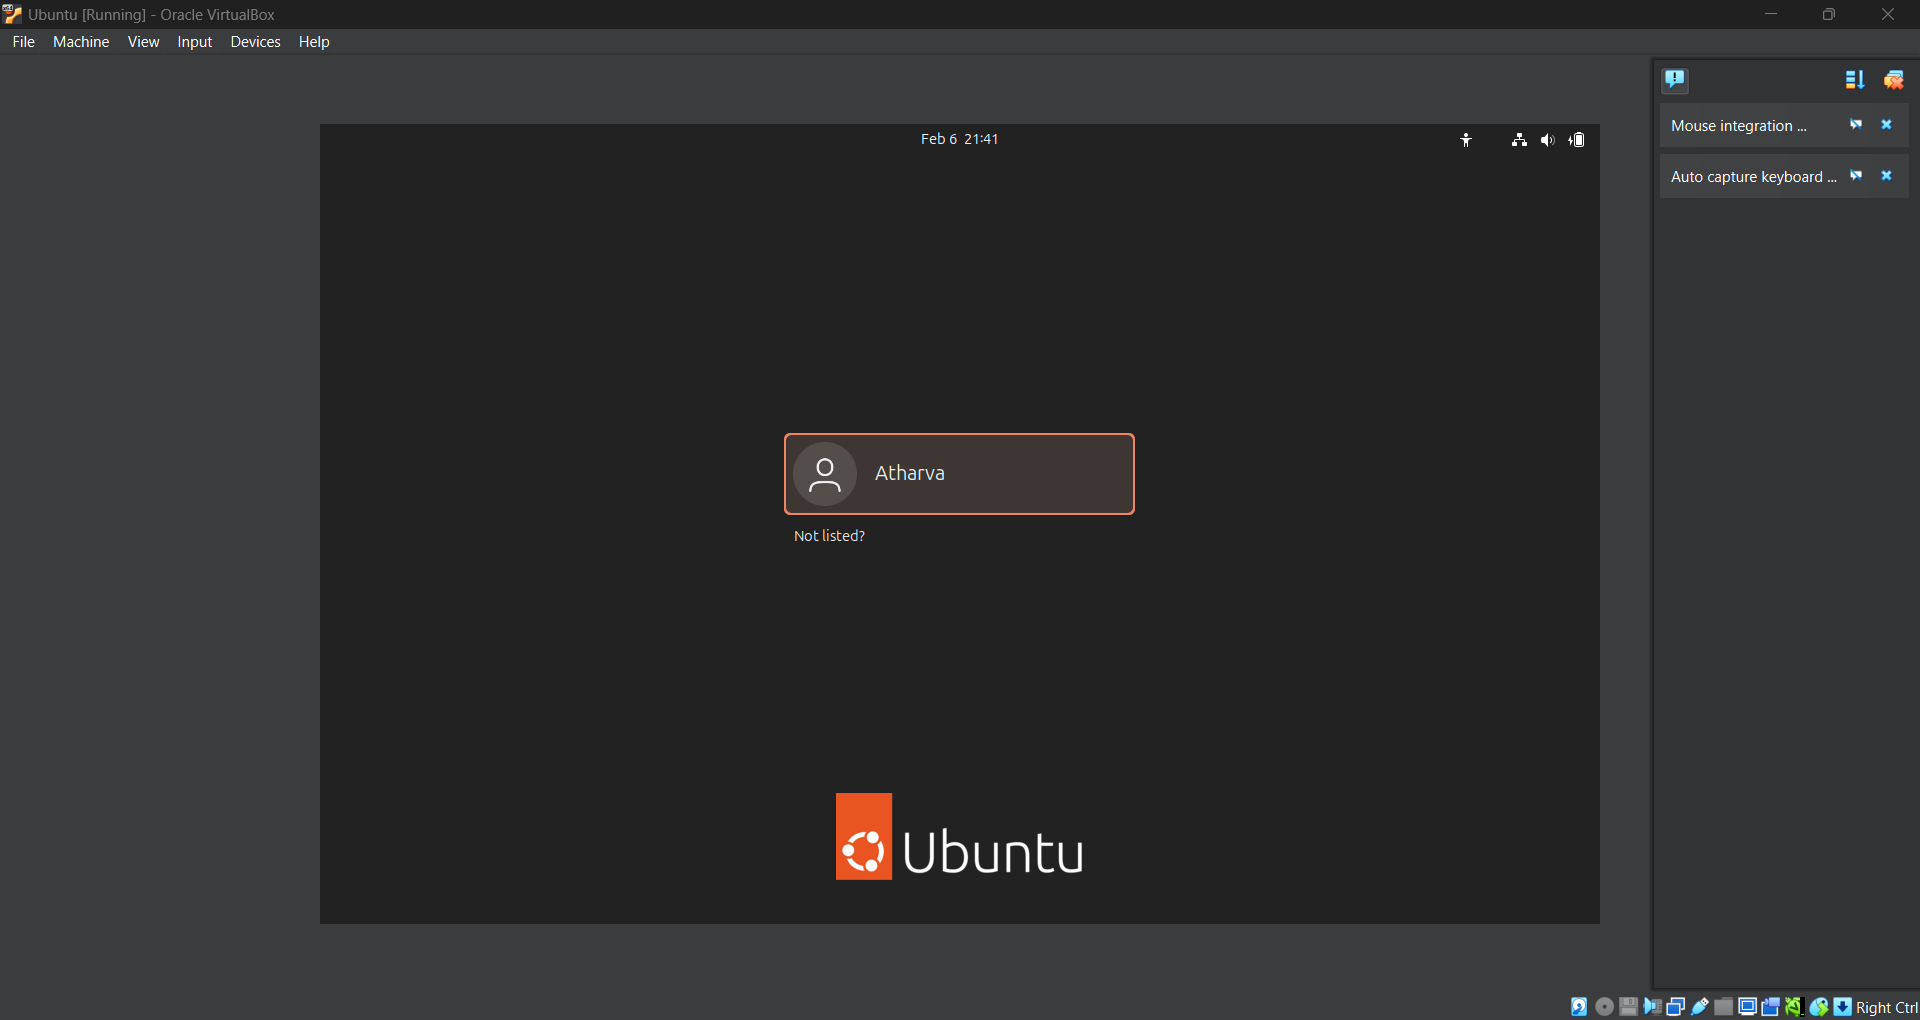 Ubuntu [Running] - Oracle VirtualBox
File Machine View Input Devices Help
Mouse integration ...
Auto capture keyboard ...
Feb 6 21:41
Atharva
Not listed?
Ubuntu
Right Ctrl